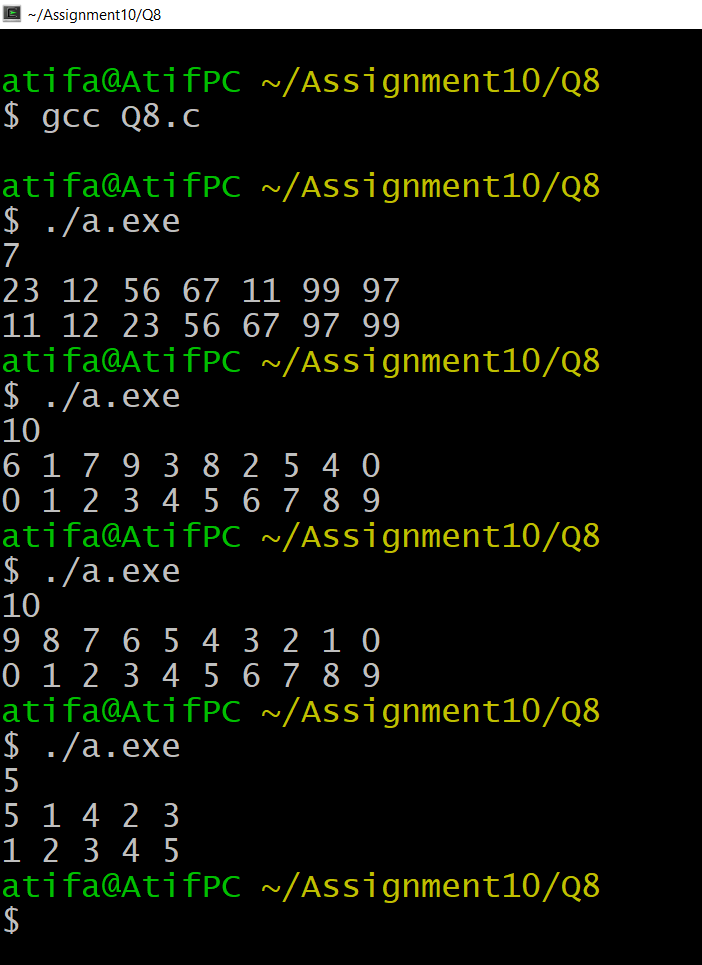 ~/Assignment10/Q8
atifa@AtifPC ~/Assignment10/Q8
$ gcc Q8.c
atifa@AtifPC ~/Assignment10/Q8
$ ./a.exe
7
23 12 56 67 11 99 97
11 12 23 56 67 97 99
atifa@AtifPC ~/Assignment10/Q8
$ ./a.exe
10
6 1 7 9 3 8 2 5 4 0
0 1 2 3 4 5 6 7 8 9
atifa@AtifPC ~/Assignment10/Q8
$ ./a.exe
10
9 8 7 6 5 4 3 2 1 0
0 1 2 3 4 5 6 7 8 9
atifa@AtifPC ~/Assignment10/Q8
$ ./a.exe
5
5 1 4 2 3
1 2 3 4 5
atifa@AtifPC ~/Assignment10/Q8
$